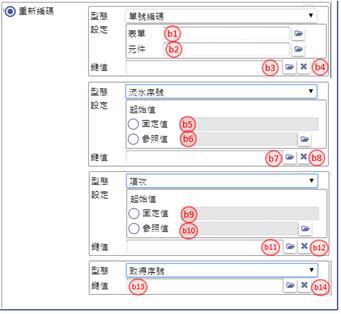 重新編碼
型態 單號編碼
設定
表單 b1
元件 b2
鍵值 b3 b4
型態 流水序號
設定
起始值
固定值 b5
參照值 b6
鍵值 b7 b8
型態 項次
設定
起始值
固定值 b9
參照值 b10
鍵值 b11 b12
型態 取得序號
鍵值 b13 b14